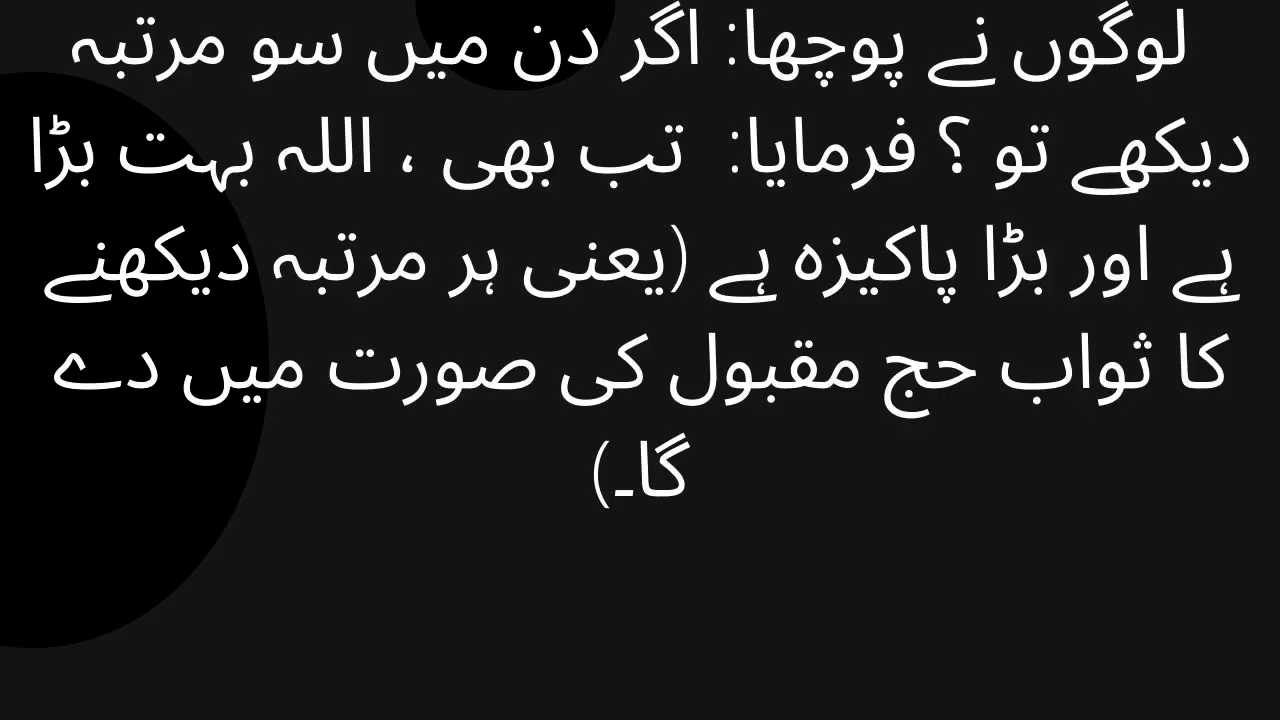 لوگوں نے پوچھا: اگر دن میں سو مرتبہ
دیکھے تو ؟ فرمایا:  تب بھی ، اللہ بہت بڑا
ہے اور بڑا پاکیزہ ہے (یعنی ہر مرتبہ دیکھنے
کا ثواب حج مقبول کی صورت میں دے
گا۔)